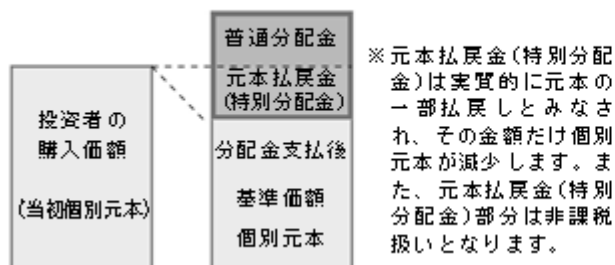 普通分配金
元本払戻金
(特別分配金)
投資者の
購入価額
(当初個別元本)
分配金支払後
基準価額
個別元本
※元本払戻金(特別分配
金)は実質的に元本の
一部払戻しとみなさ
れ、その金額だけ個別
元本が減少します。ま
た、元本払戻金(特別
分配金)部分は非課税
扱いとなります。